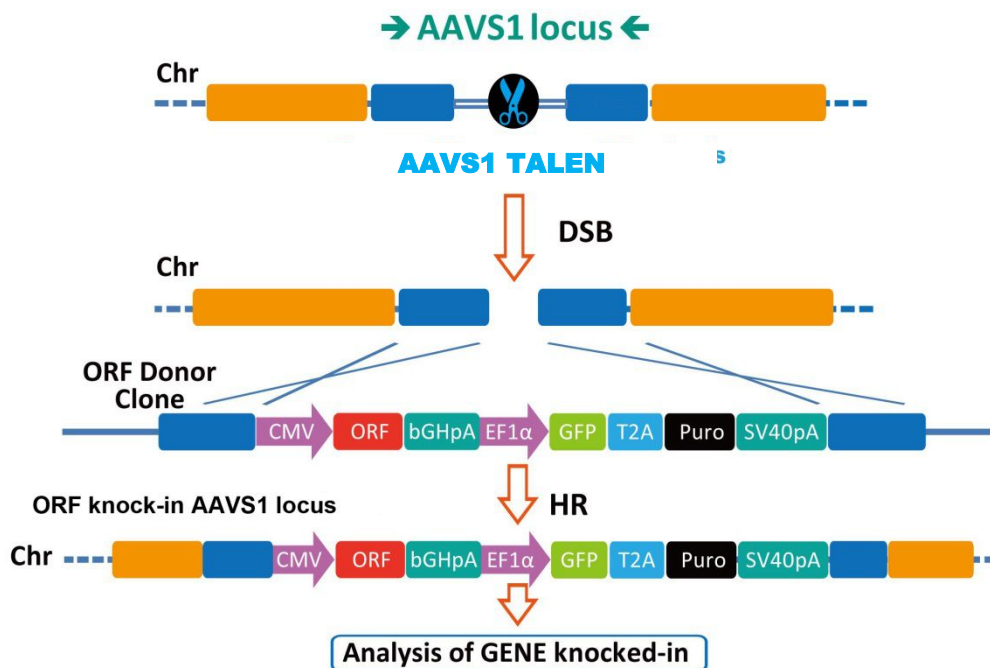 → AAVS1 locus ←
Chr
AAVS1 TALEN
s
DSB
Chr
ORF Donor
Clone
CMV ORF bGHpA EF1α GFP T2A Puro SV40pA
HR
ORF knock-in AAVS1 locus
Chr
CMV ORF bGHpA EF1α GFP T2A Puro SV40pA
Analysis of GENE knocked-in